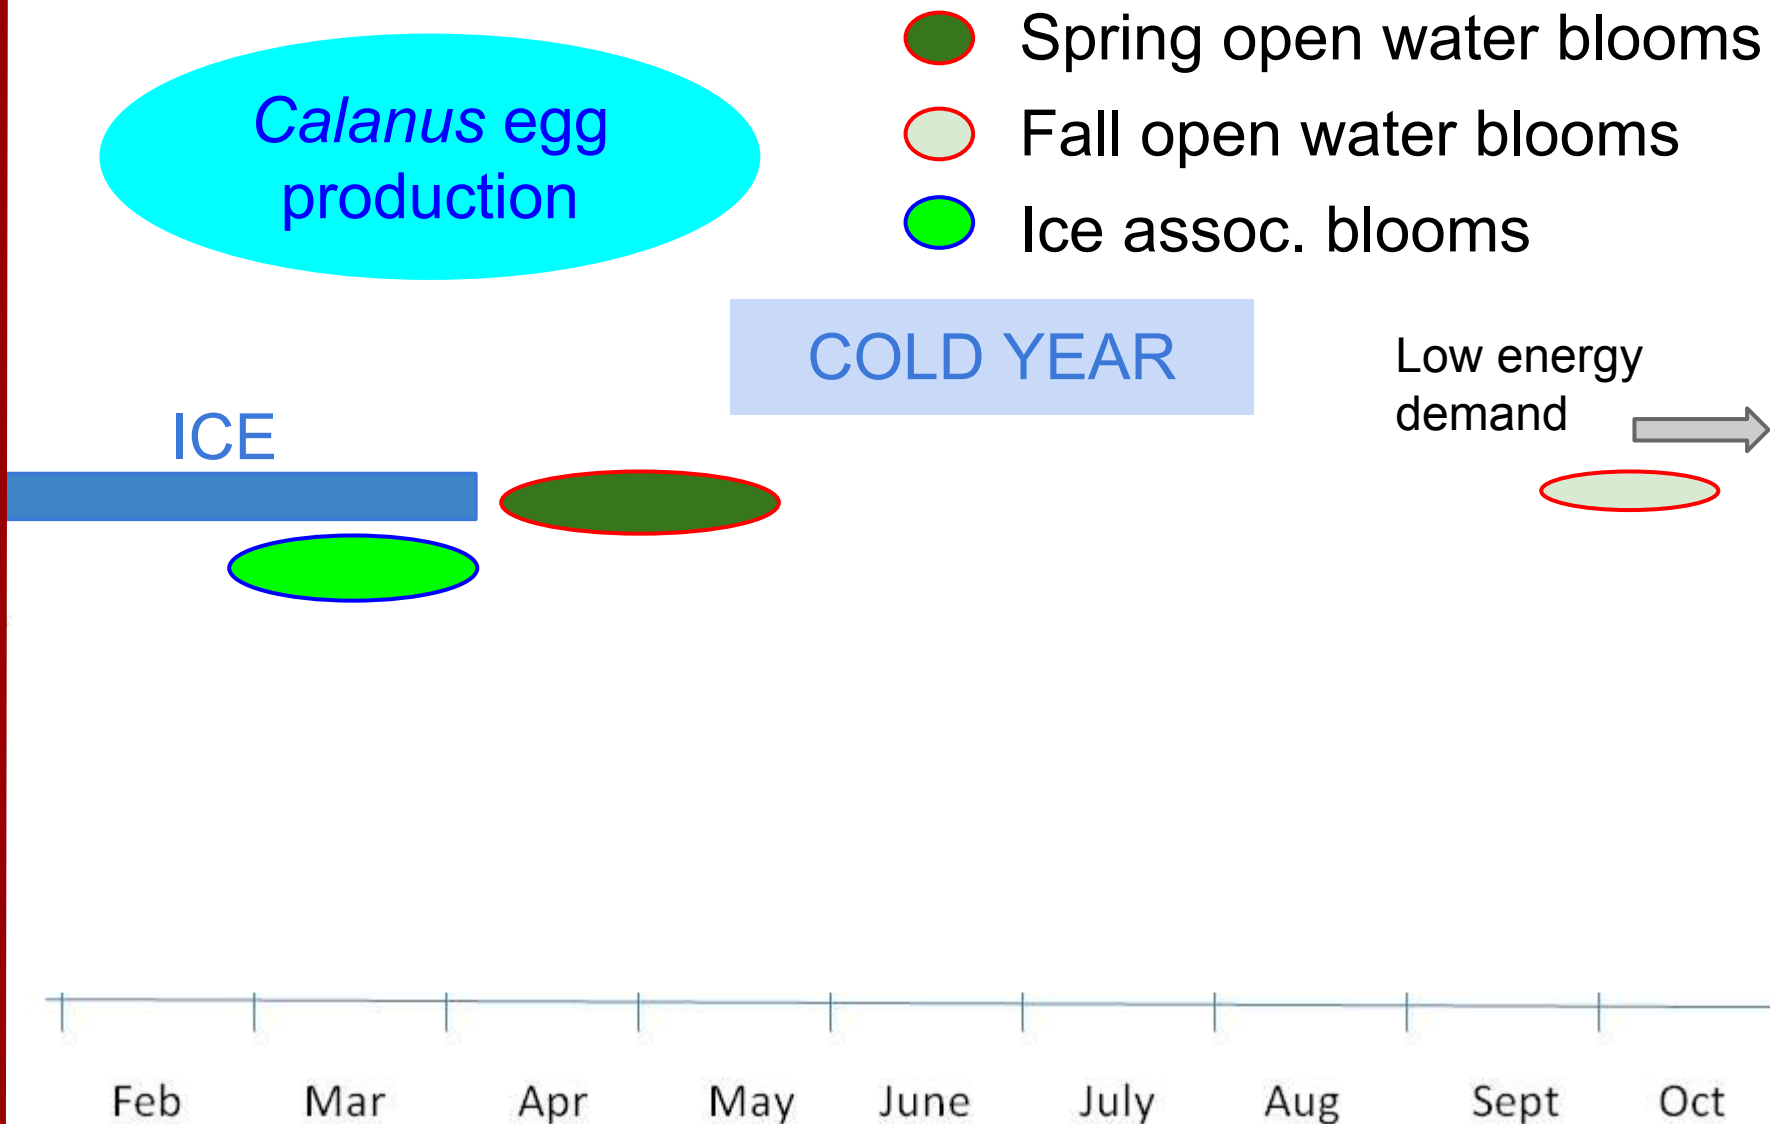 Calanus egg
production
Spring open water blooms
Fall open water blooms
Ice assoc. blooms
COLD YEAR
Low energy
demand
ICE
Feb Mar Apr May June July Aug Sept Oct